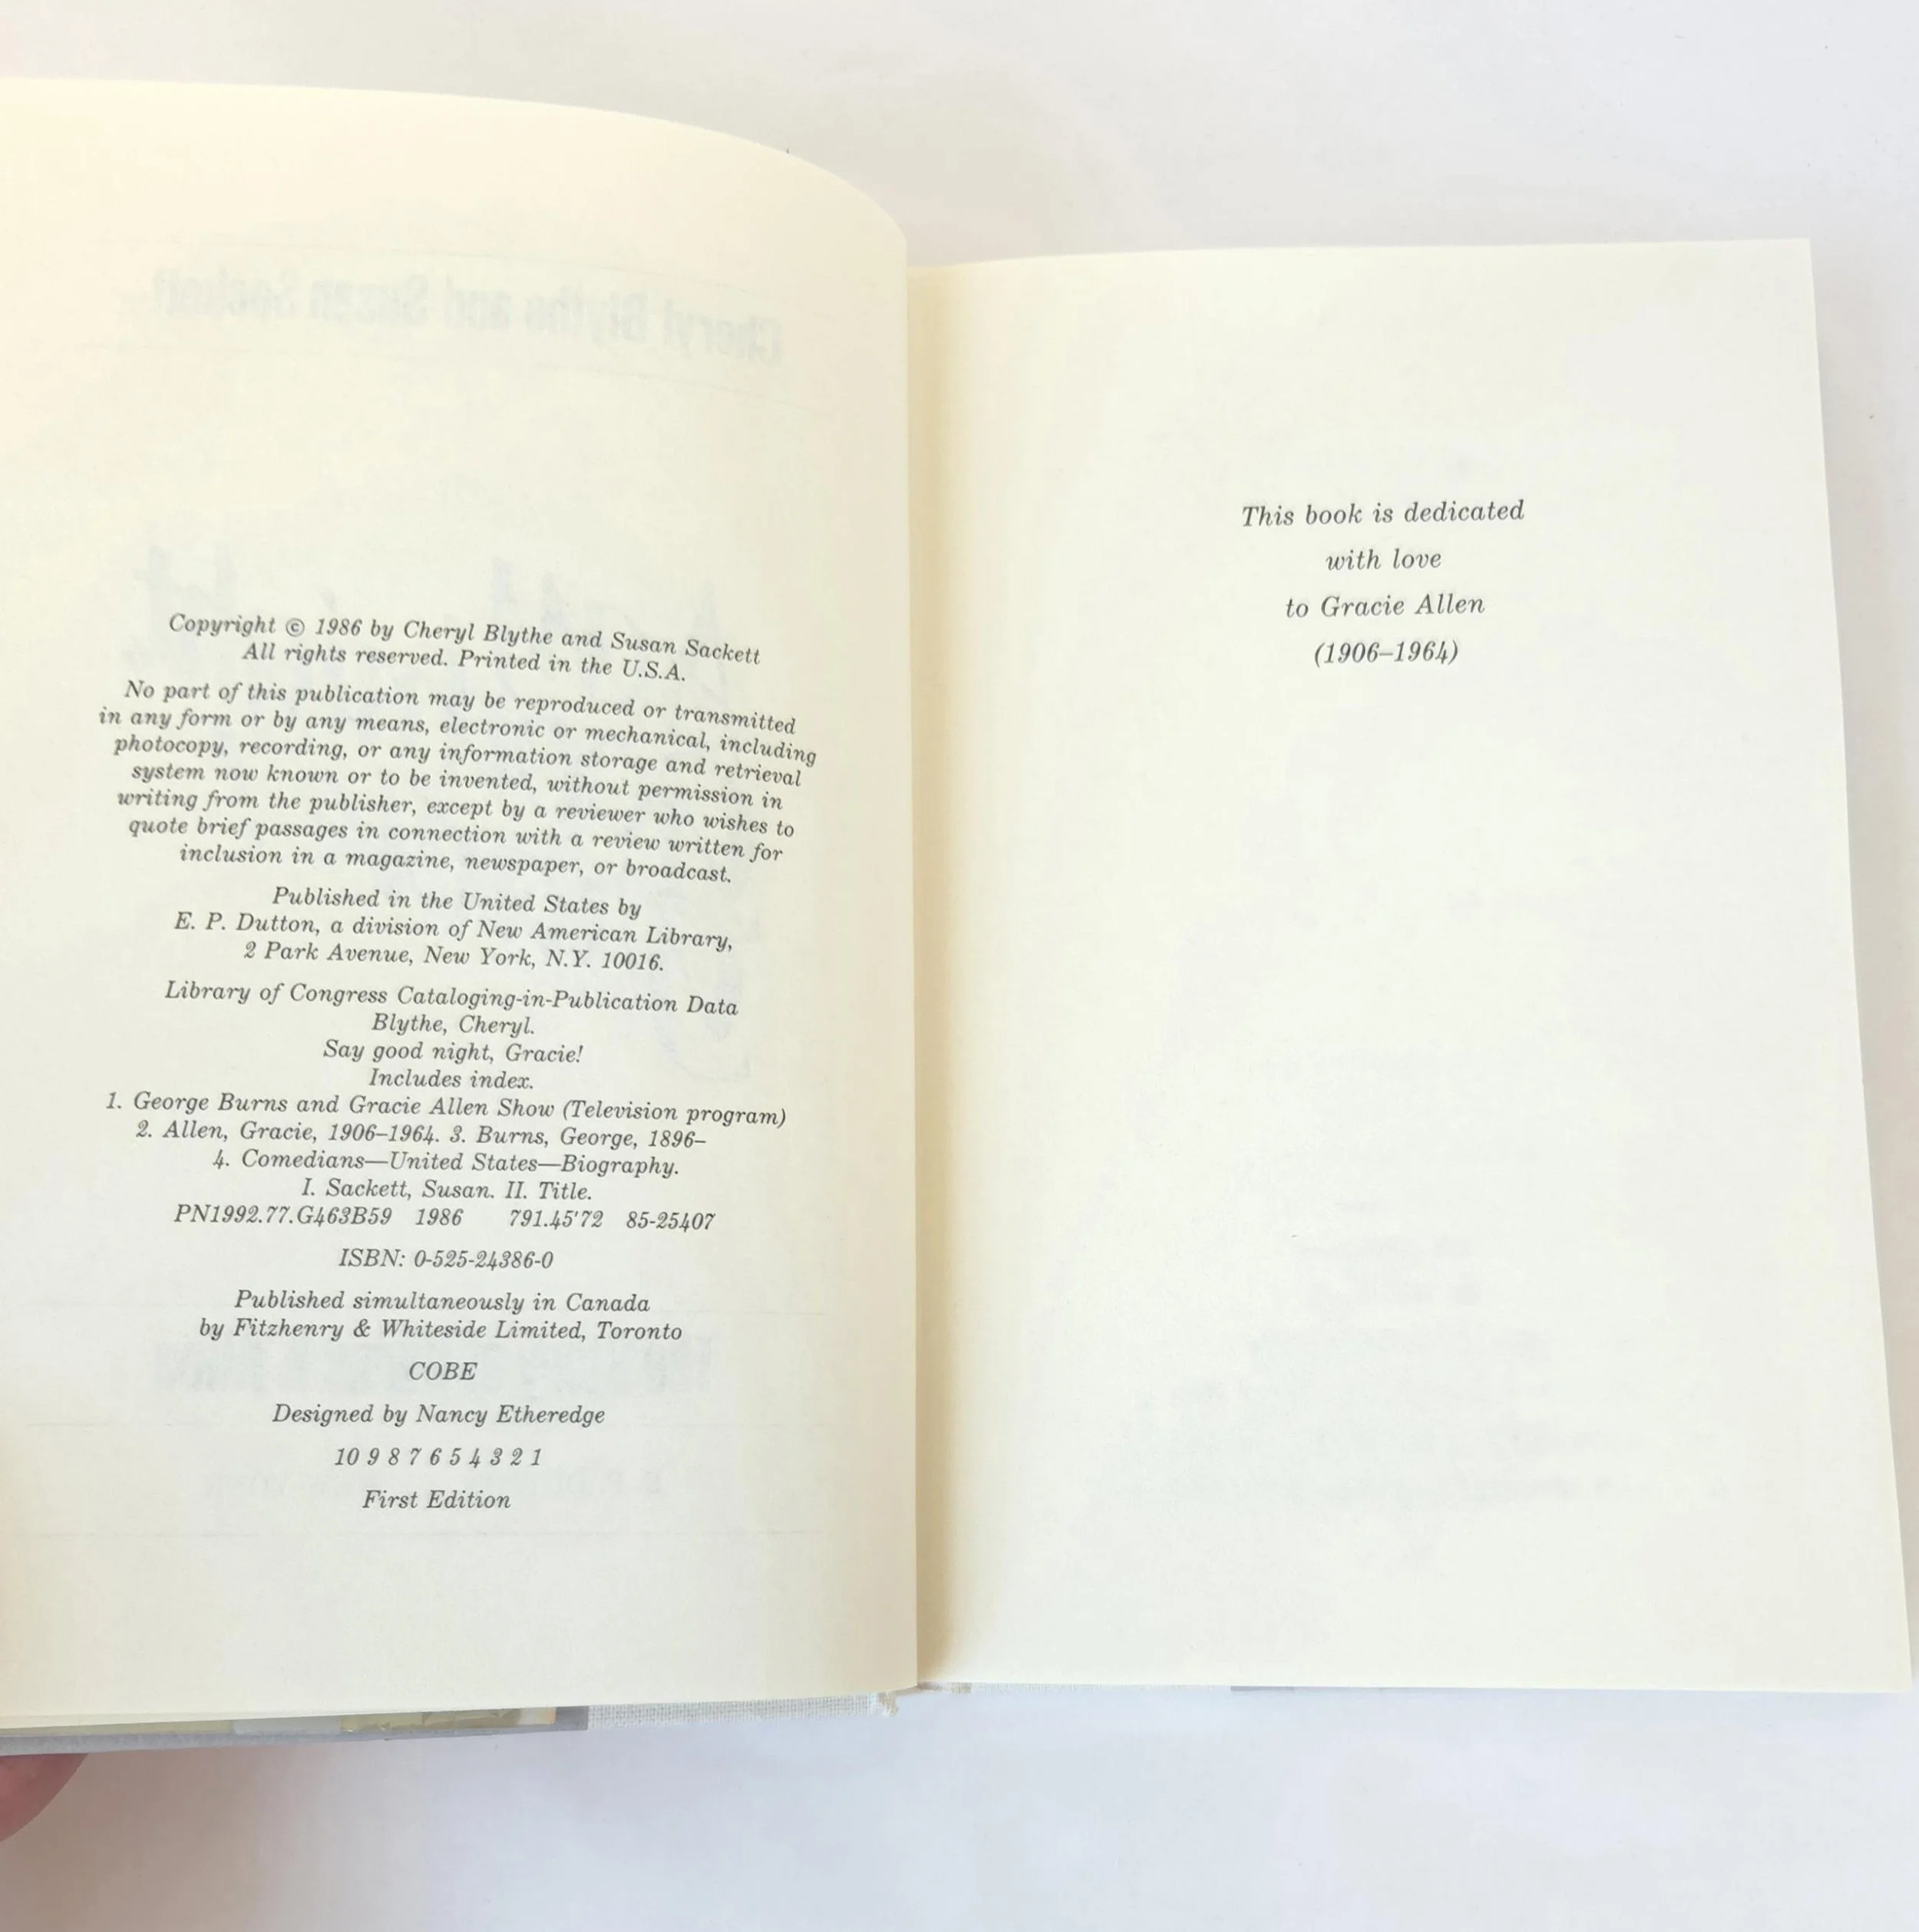 Copyright © 1986 by Cheryl Blythe and Susan Sackett
All rights reserved. Printed in the U.S.A.
No part of this publication may be reproduced or transmitted
in any form or by any means, electronic or mechanical, including
photocopy, recording, or any information storage and retrieval
system now known or to be invented, without permission in
writing from the publisher, except by a reviewer who wishes to
quote brief passages in connection with a review written for
inclusion in a magazine, newspaper, or broadcast.
Published in the United States by
E. P. Dutton, a division of New American Library,
2 Park Avenue, New York, N.Y. 10016.
Library of Congress Cataloging-in-Publication Data
Blythe, Cheryl.
Say good night, Gracie!
Includes index.
1. George Burns and Gracie Allen Show (Television program)
2. Allen, Gracie, 1906–1964. 3. Burns, George, 1896–
4. Comedians—United States—Biography.
I. Sackett, Susan. II. Title.
PN1992.77.G463B59 1986 791.45'72 85-25407
ISBN: 0-525-24386-0
Published simultaneously in Canada
by Fitzhenry & Whiteside Limited, Toronto
COBE
Designed by Nancy Etheredge
10 9 8 7 6 5 4 3 2 1
First Edition
This book is dedicated
with love
to Gracie Allen
(1906–1964)